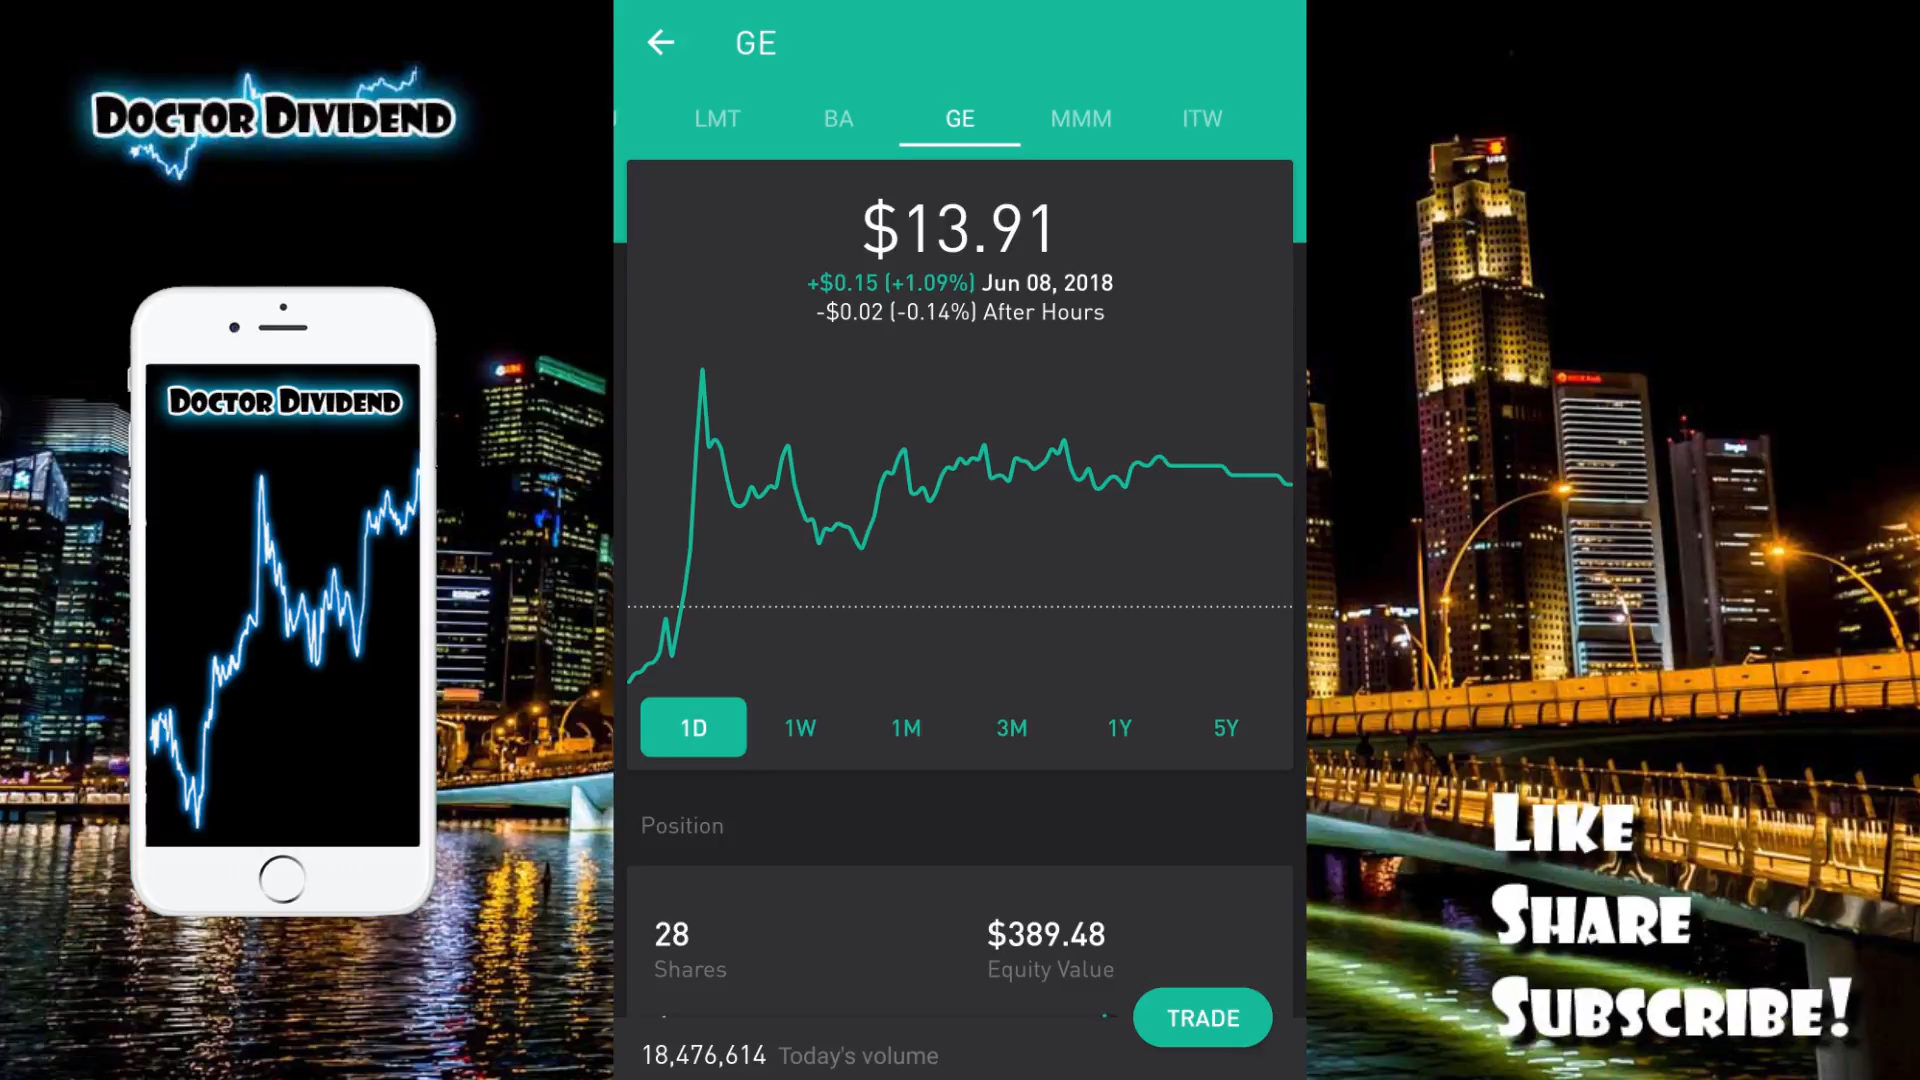 DOCTOR DIVIDEND
DOCTOR DIVIDEND
GE
LMT
BA
GE
MMM
ITW
$13.91
+$0.15 (+1.09%) Jun 08, 2018
-$0.02 (-0.14%) After Hours
1D
1W
1M
3M
1Y
5Y
Position
28
Shares
$389.48
Equity Value
TRADE
18,476,614 Today's volume
LIKE
SHARE
SUBSCRIBE!